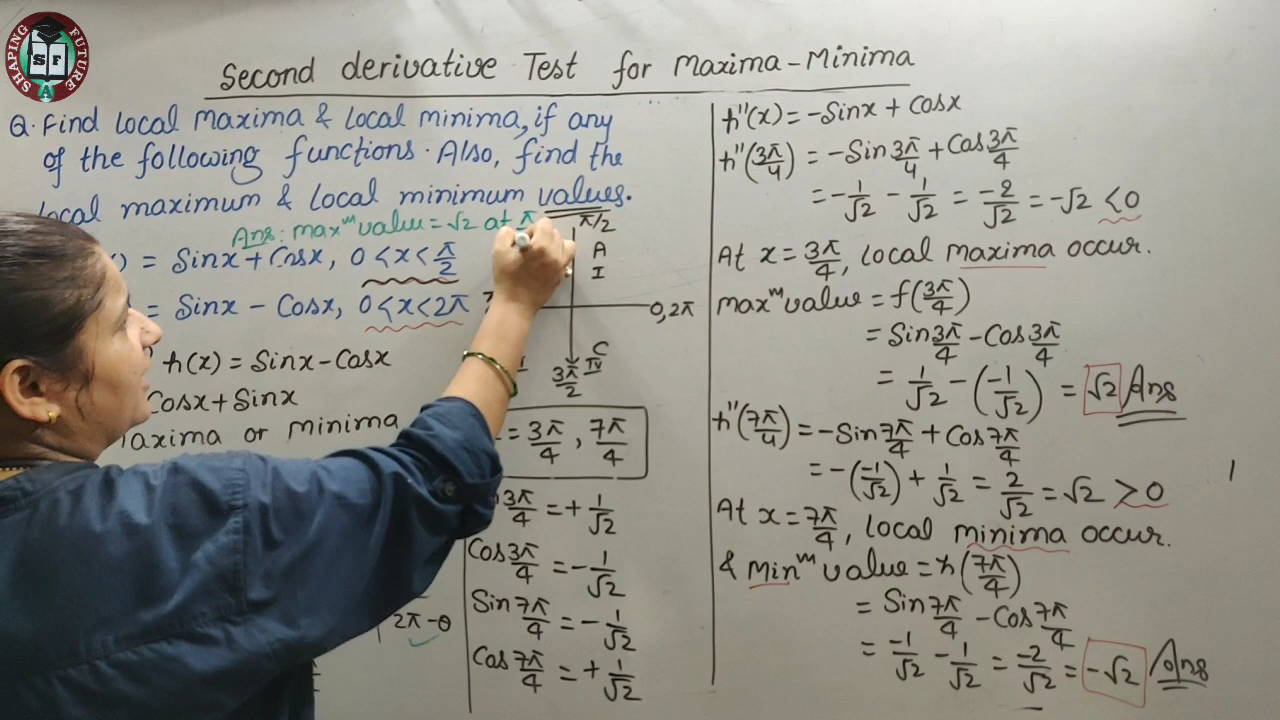 SHAPING FUTURE
SF
A
Second derivative Test for Maxima-Minima
Q. Find local maxima & local minima, if any
of the following functions. Also, find the
local maximum & local minimum values.
Ans: maxᵐ value = √2 at π
= Sinx + Cosx, 0 < x < π/2
= Sinx - Cosx, 0 < x < 2π
h(x) = Sinx - Cosx
Cosx + Sinx
maxima or minima
π/2
A
I
0, 2π
C
IV
3π/2
= 3π/4, 7π/4
2π - θ
3π/4 = + 1/√2
Cos 3π/4 = - 1/√2
Sin 7π/4 = - 1/√2
Cos 7π/4 = + 1/√2
h''(x) = -Sinx + Cosx
h''(3π/4) = -Sin 3π/4 + Cos 3π/4
= - 1/√2 - 1/√2 = -2/√2 = -√2 < 0
At x = 3π/4, local maxima occur.
maxᵐ value = f(3π/4)
= Sin 3π/4 - Cos 3π/4
= 1/√2 - (-1/√2) = √2 Ans
h''(7π/4) = -Sin 7π/4 + Cos 7π/4
= -(-1/√2) + 1/√2 = 2/√2 = √2 > 0
At x = 7π/4, local minima occur.
& Minᵐ value = h(7π/4)
= Sin 7π/4 - Cos 7π/4
= -1/√2 - 1/√2 = -2/√2 = -√2 Ans